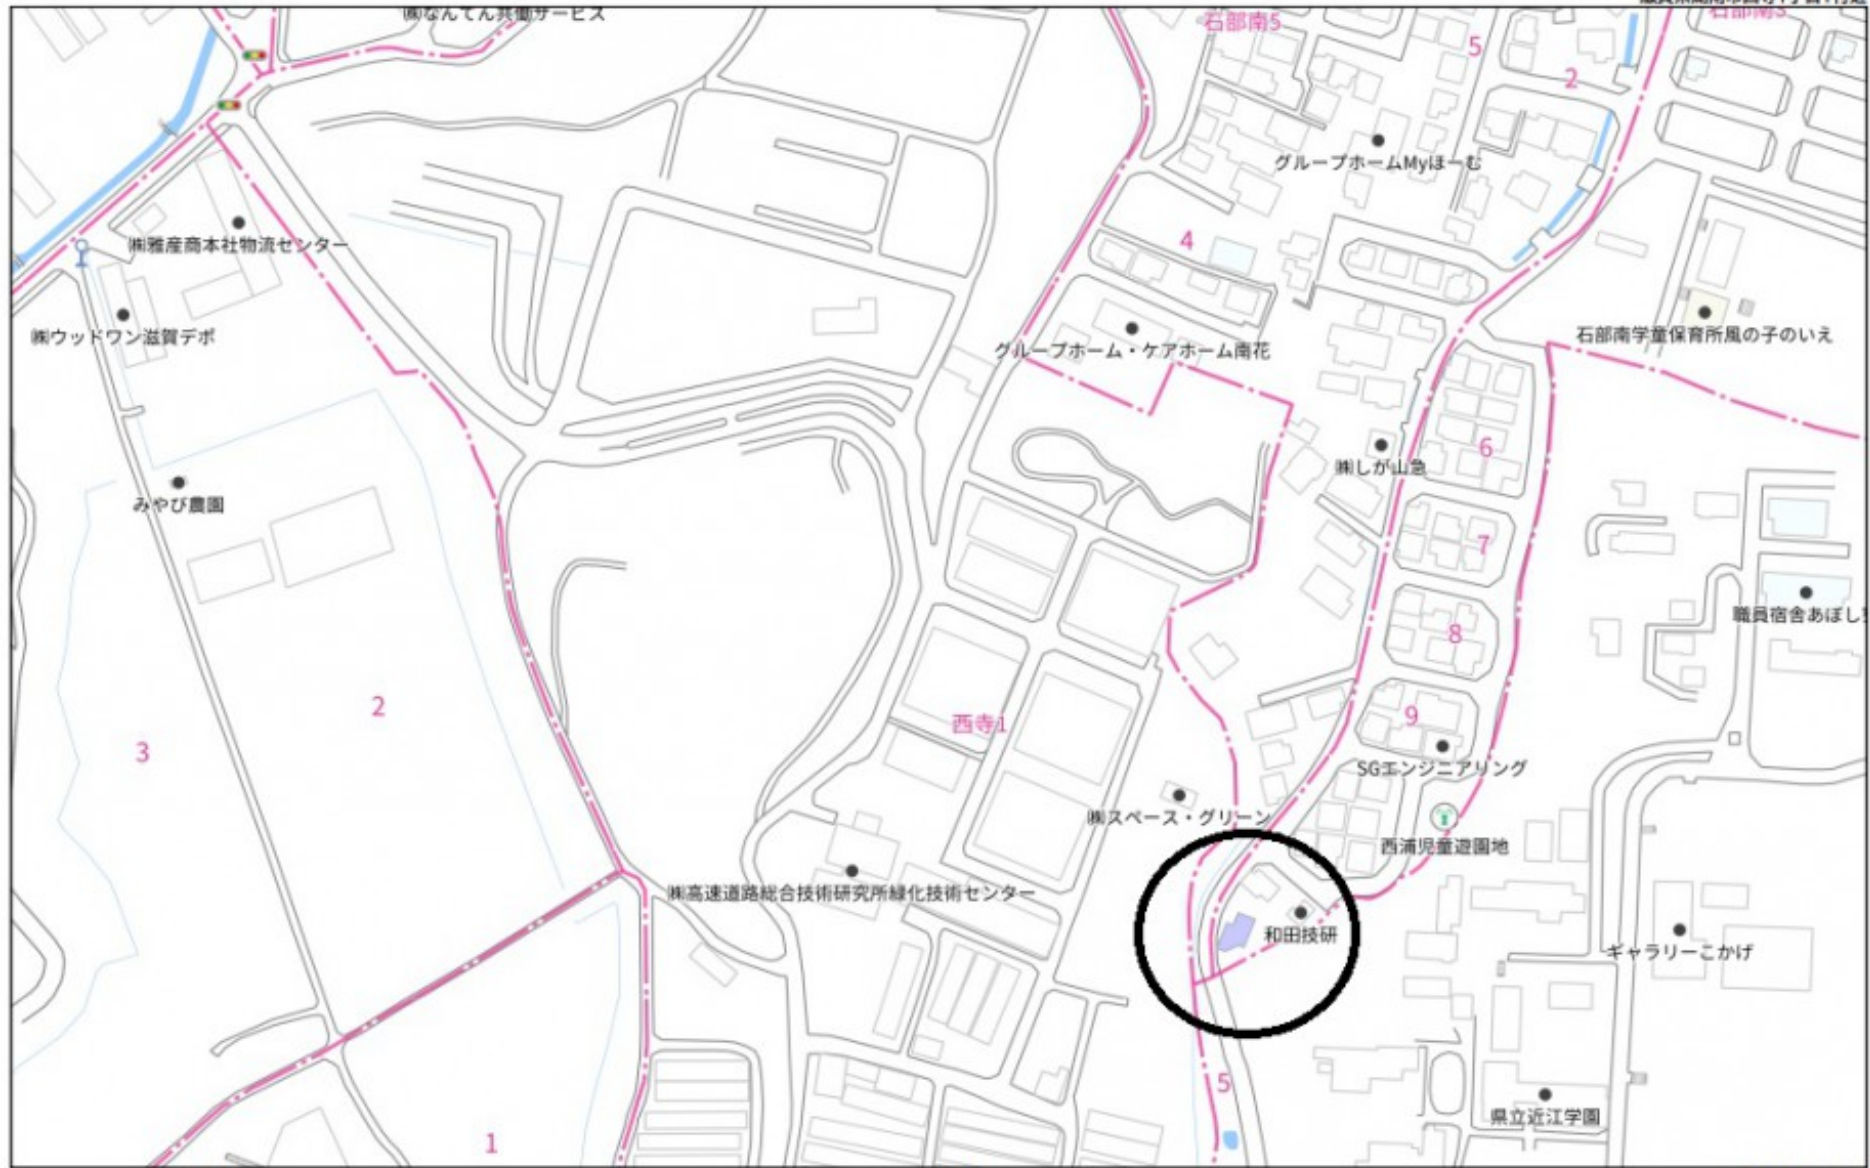 ㈱なんてん共働サービス
石部南5
5
2
グループホームMyほーむ
㈱雅産商本社物流センター
4
㈱ウッドワン滋賀デポ
グループホーム・ケアホーム南花
石部南学童保育所風の子のいえ
㈱しが山急
6
みやび農園
7
職員宿舎あぼし
8
2
3
西寺1
9
SGエンジニアリング
㈱スペース・グリーン
西浦児童遊園地
㈱高速道路総合技術研究所緑化技術センター
和田技研
ギャラリーこかげ
5
県立近江学園
1